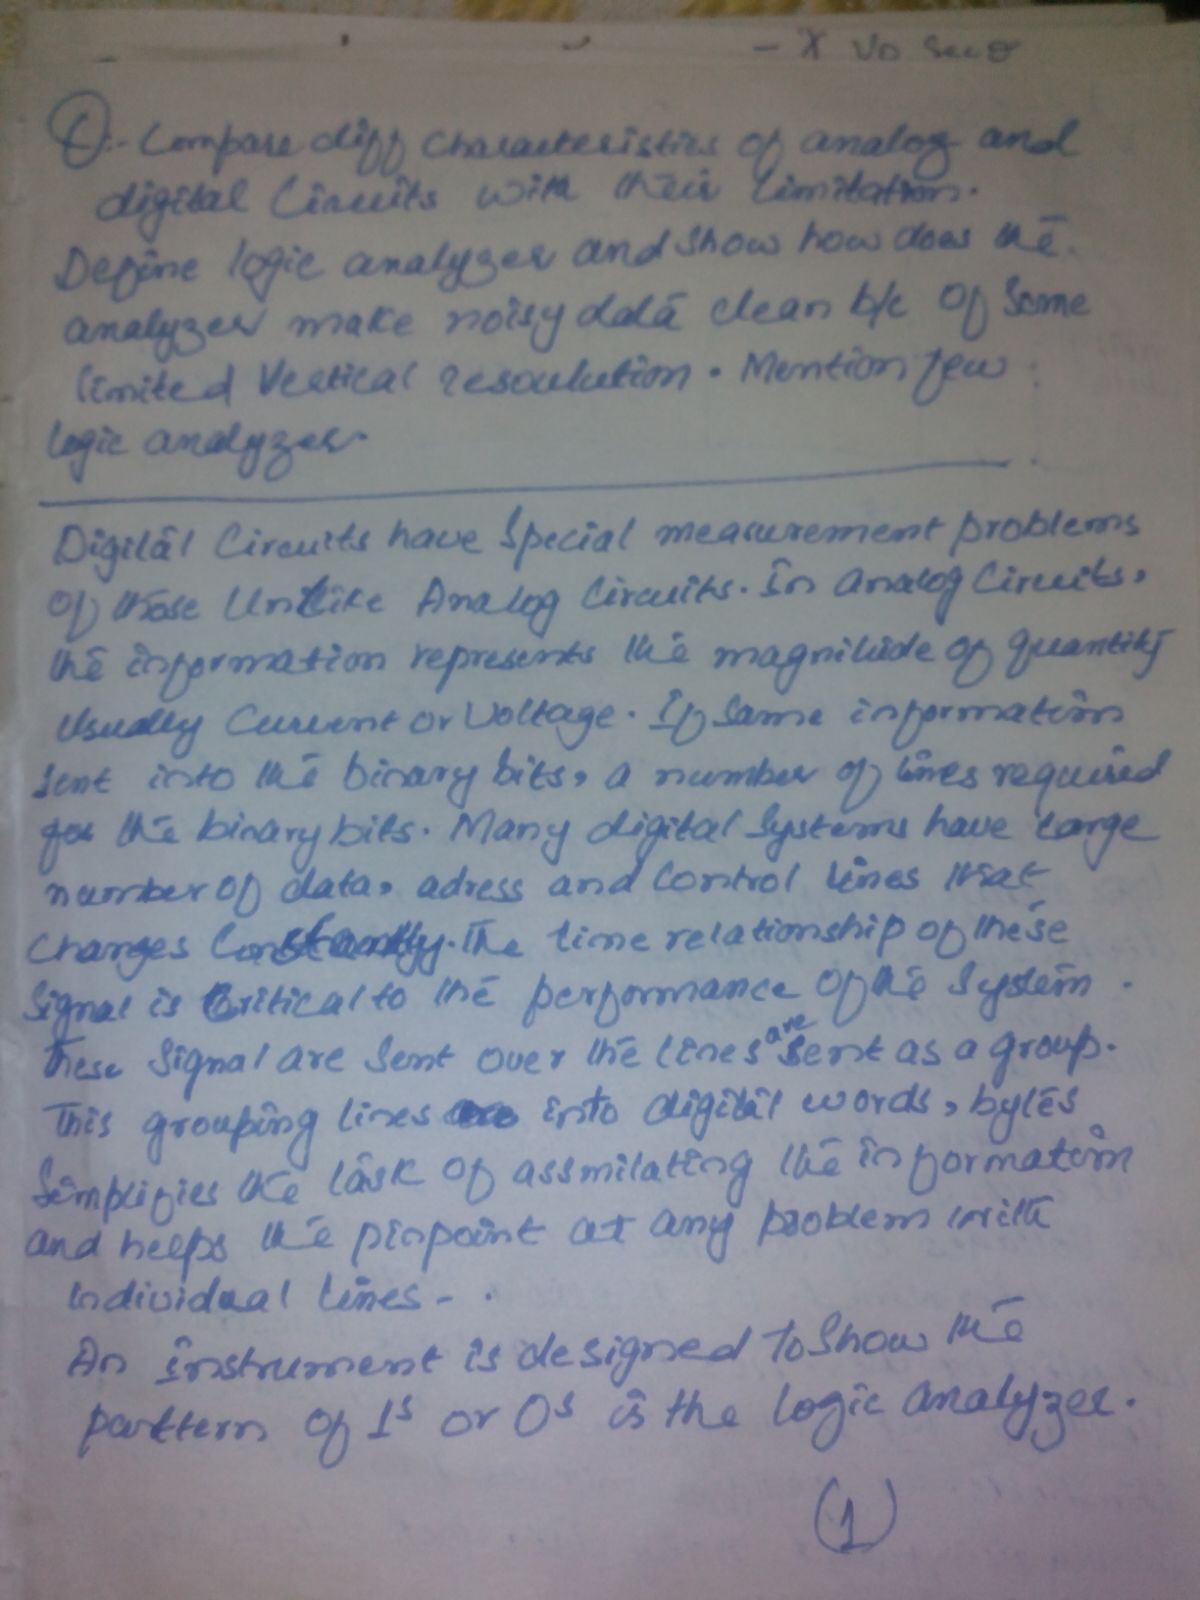 Q:- Compare diff characteristics of analog and
digital Circuits with their limitation.
Define logic analyzer and show how does the
analyzer make noisy data clean b/c of some
limited Vertical resoulution. Mention few
logic analyzer.
Digital Circuits have special measurement problems
of those Unlike Analog Circuits. In analog Circuits,
the information represents the magnitude of quantity
usually Current or Voltage. If same information
sent into the binary bits, a number of lines required
for the binary bits. Many digital systems have large
number of data, adress and control lines that
changes Constantly. The time relationship of these
signal is Critical to the performance of the system.
These signal are sent over the lines are sent as a group.
This grouping lines into digital words, bytes
Simplifies the task of assmilating the information
and helps the pinpoint at any problem with
individual lines-.
An instrument is designed to show the
pattern of 1s or 0s is the logic analyzer.
(1)